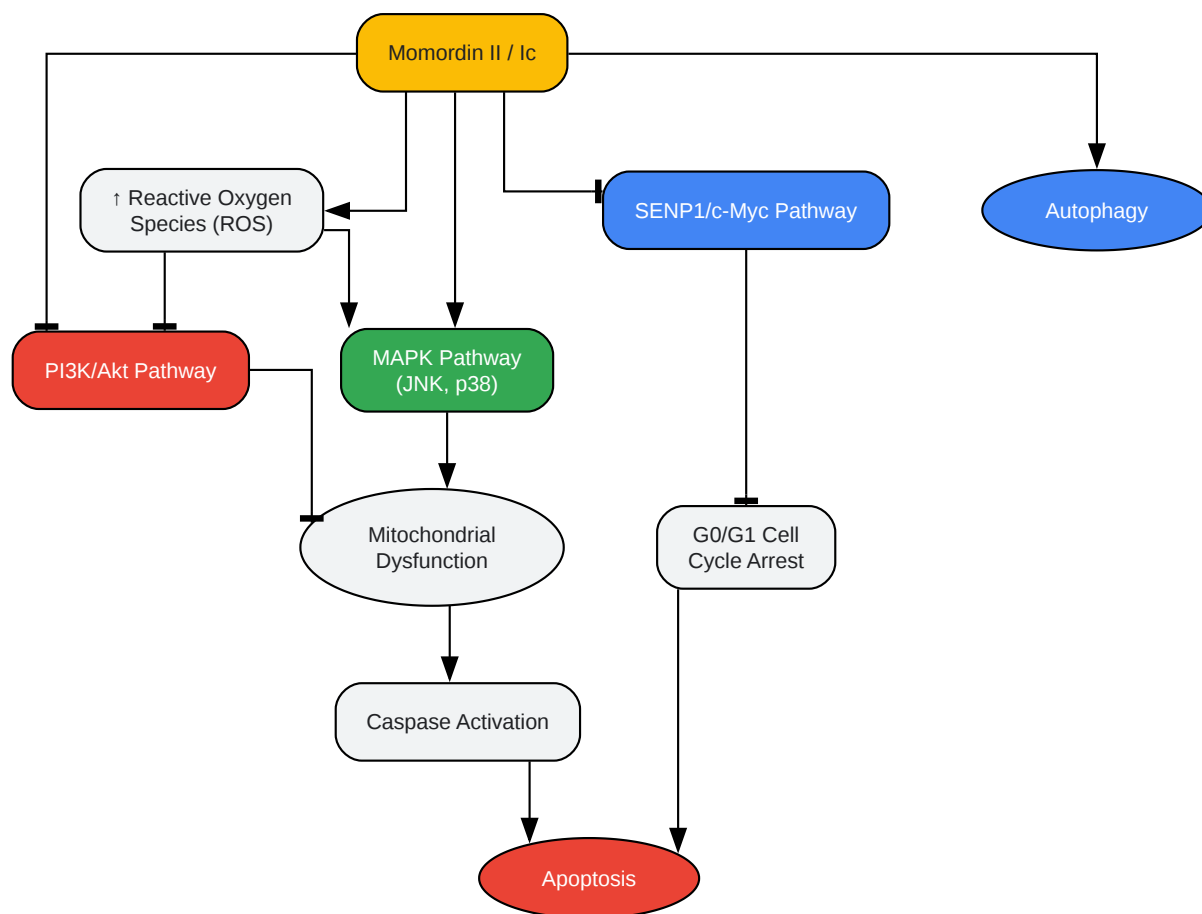 Momordin II / Ic
↑ Reactive Oxygen
Species (ROS)
SENP1/c-Myc Pathway
Autophagy
PI3K/Akt Pathway
MAPK Pathway
(JNK, p38)
Mitochondrial
Dysfunction
G0/G1 Cell
Cycle Arrest
Caspase Activation
Apoptosis